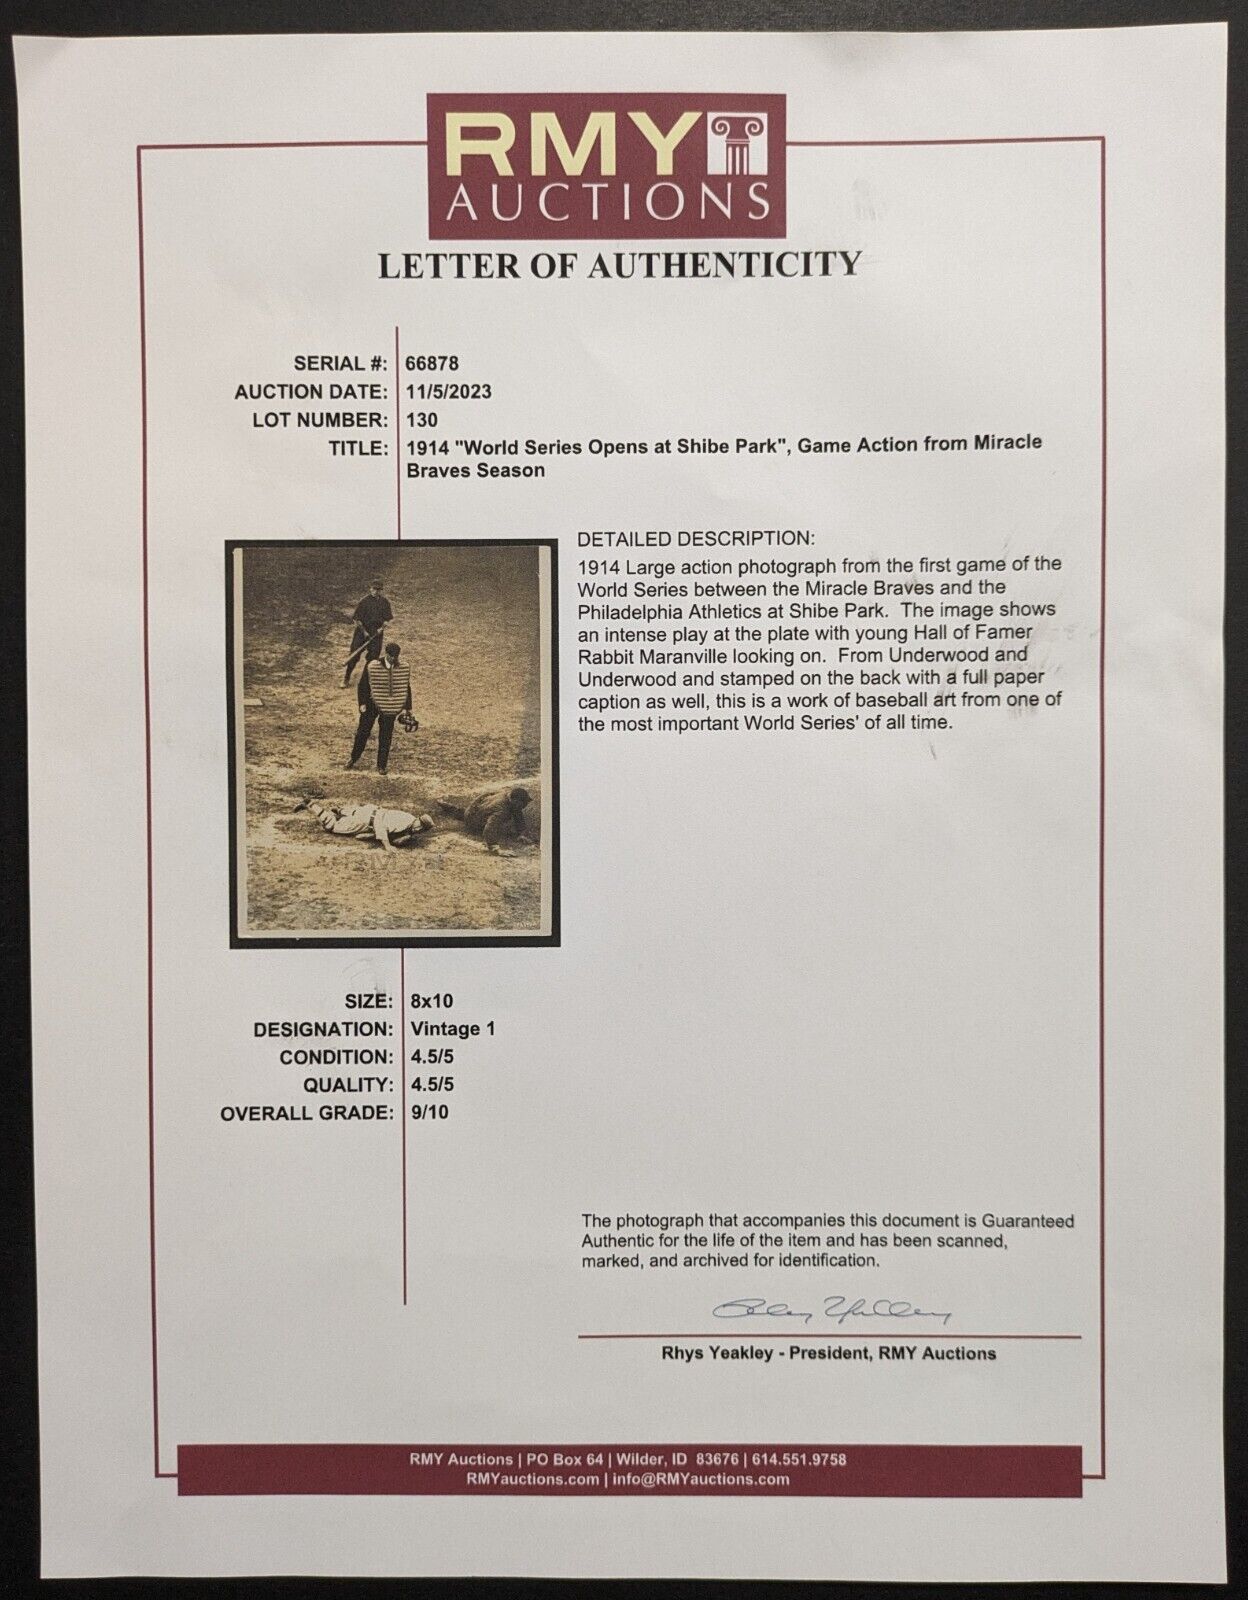 RMY
AUCTIONS
LETTER OF AUTHENTICITY
SERIAL #: 66878
AUCTION DATE: 11/5/2023
LOT NUMBER: 130
TITLE: 1914 "World Series Opens at Shibe Park", Game Action from Miracle
Braves Season
DETAILED DESCRIPTION:
1914 Large action photograph from the first game of the
World Series between the Miracle Braves and the
Philadelphia Athletics at Shibe Park. The image shows
an intense play at the plate with young Hall of Famer
Rabbit Maranville looking on. From Underwood and
Underwood and stamped on the back with a full paper
caption as well, this is a work of baseball art from one of
the most important World Series' of all time.
SIZE: 8x10
DESIGNATION: Vintage 1
CONDITION: 4.5/5
QUALITY: 4.5/5
OVERALL GRADE: 9/10
The photograph that accompanies this document is Guaranteed
Authentic for the life of the item and has been scanned,
marked, and archived for identification.
Rhys Yeakley - President, RMY Auctions
RMY Auctions | PO Box 64 | Wilder, ID 83676 | 614.551.9758
RMYauctions.com | info@RMYauctions.com